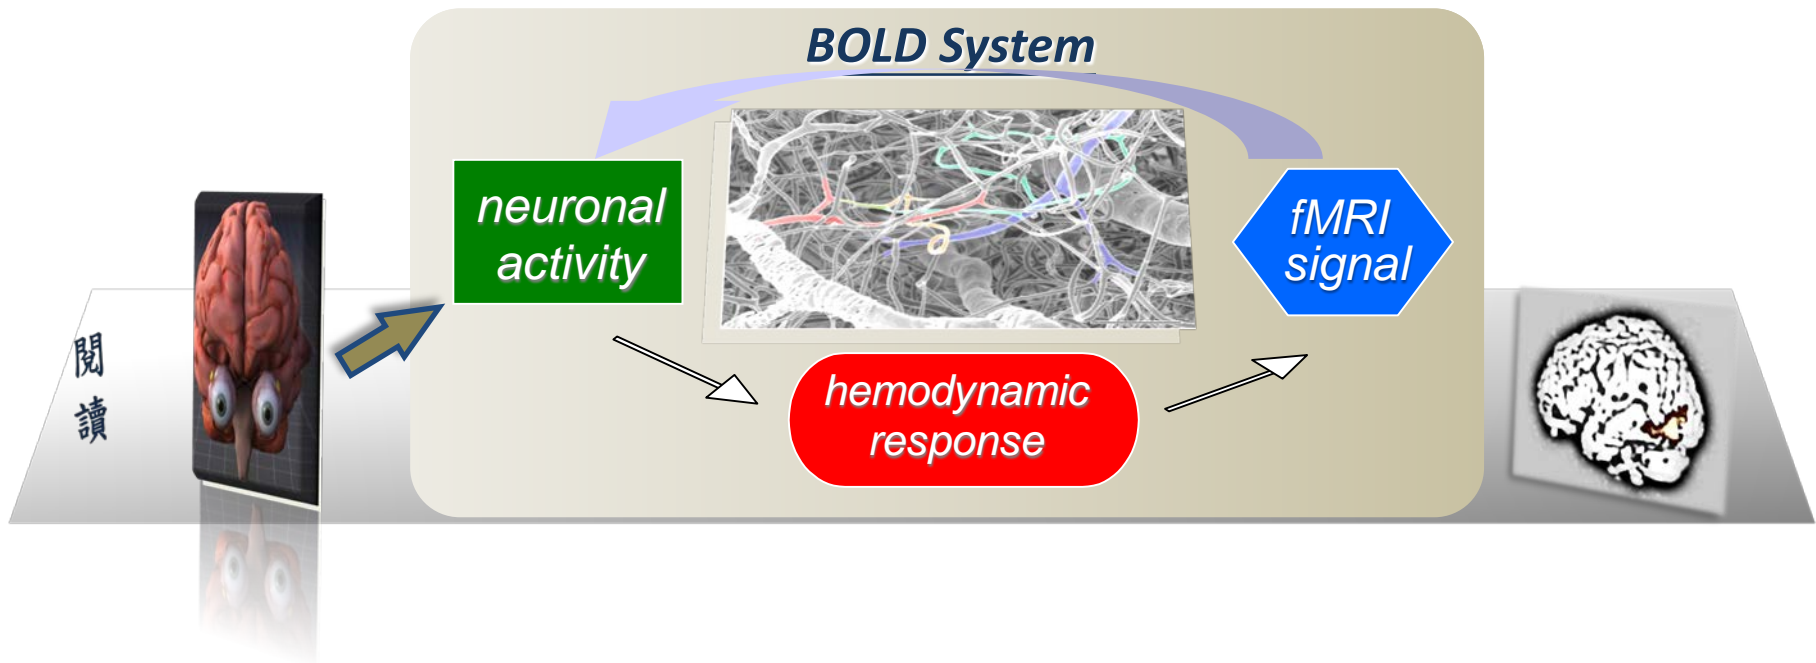 BOLD System
neuronal
activity
fMRI
signal
hemodynamic
response
閱
讀